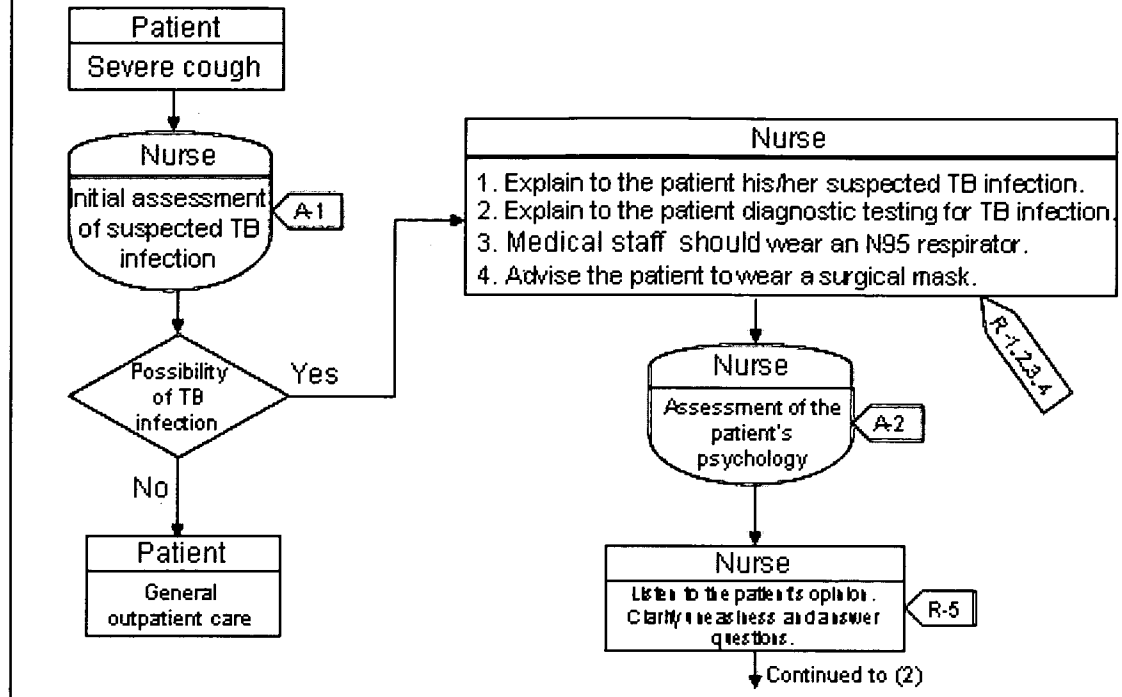 Patient
Severe cough
Nurse
Initial assessment
of suspected TB
infection
A-1
Possibility
of TB
infection
Yes
No
Patient
General
outpatient care
Nurse
1. Explain to the patient his/her suspected TB infection.
2. Explain to the patient diagnostic testing for TB infection.
3. Medical staff should wear an N95 respirator.
4. Advise the patient to wear a surgical mask.
R-1,2,3,4
Nurse
Assessment of the
patient's
psychology
A-2
Nurse
Listen to the patient's opinion.
Clarify uneasiness and answer
questions.
R-5
Continued to (2)